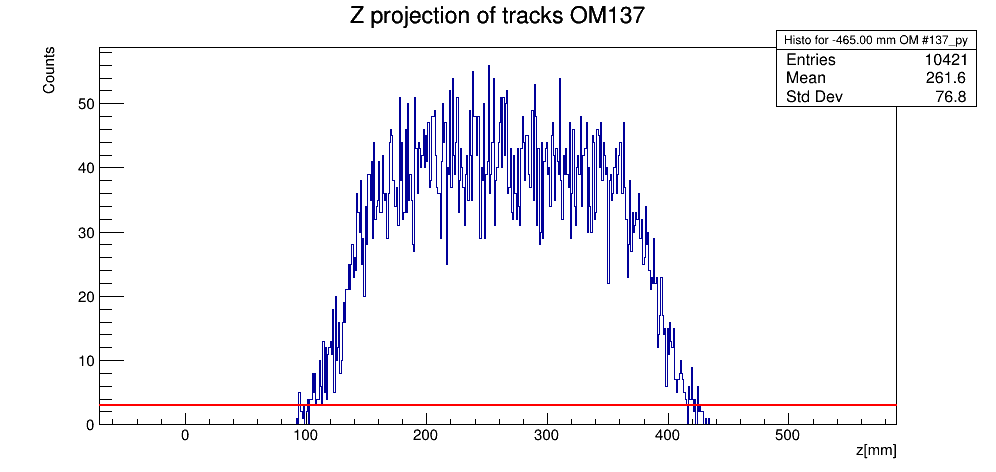 Z projection of tracks OM137
Histo for -465.00 mm OM #137_py
Entries 10421
Mean 261.6
Std Dev 76.8
Counts
50
40
30
20
10
0
0 100 200 300 400 500
z[mm]